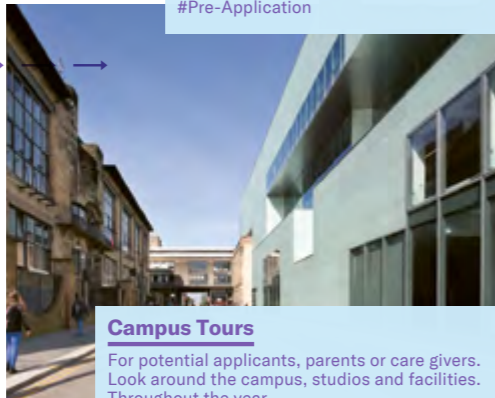 #Pre-Application
Campus Tours
For potential applicants, parents or care givers.
Look around the campus, studios and facilities.
Throughout the year